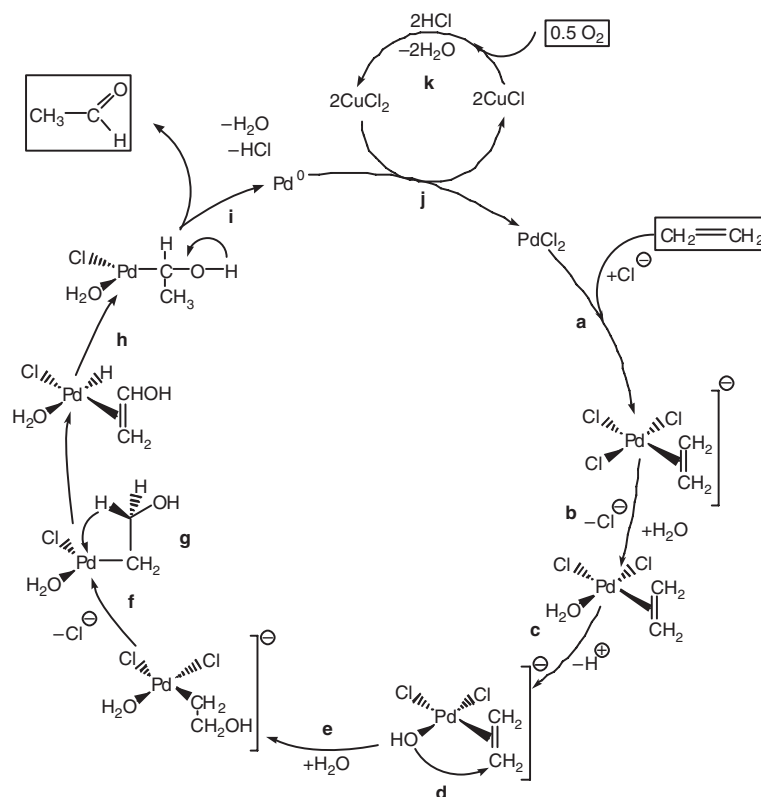 2HCl
0.5 O2
–2H2O
k
2CuCl2 2CuCl
CH3 C O H
–H2O
–HCl
i
Pd0
j
PdCl2
CH2 CH2
+Cl⊖
a
H
Cl Pd C O H
H2O CH3
h
Cl Pd H
H2O CHOH
CH2
⊖
Cl Pd Cl
Cl CH2
CH2
b
–Cl⊖
+H2O
H H OH
Cl Pd CH2
H2O
g
Cl Pd Cl
H2O CH2
CH2
f
–Cl⊖
c
–H⊕
⊖
Cl Pd Cl
H2O CH2
CH2OH
⊖
Cl Pd Cl
HO CH2
CH2
e
+H2O
d